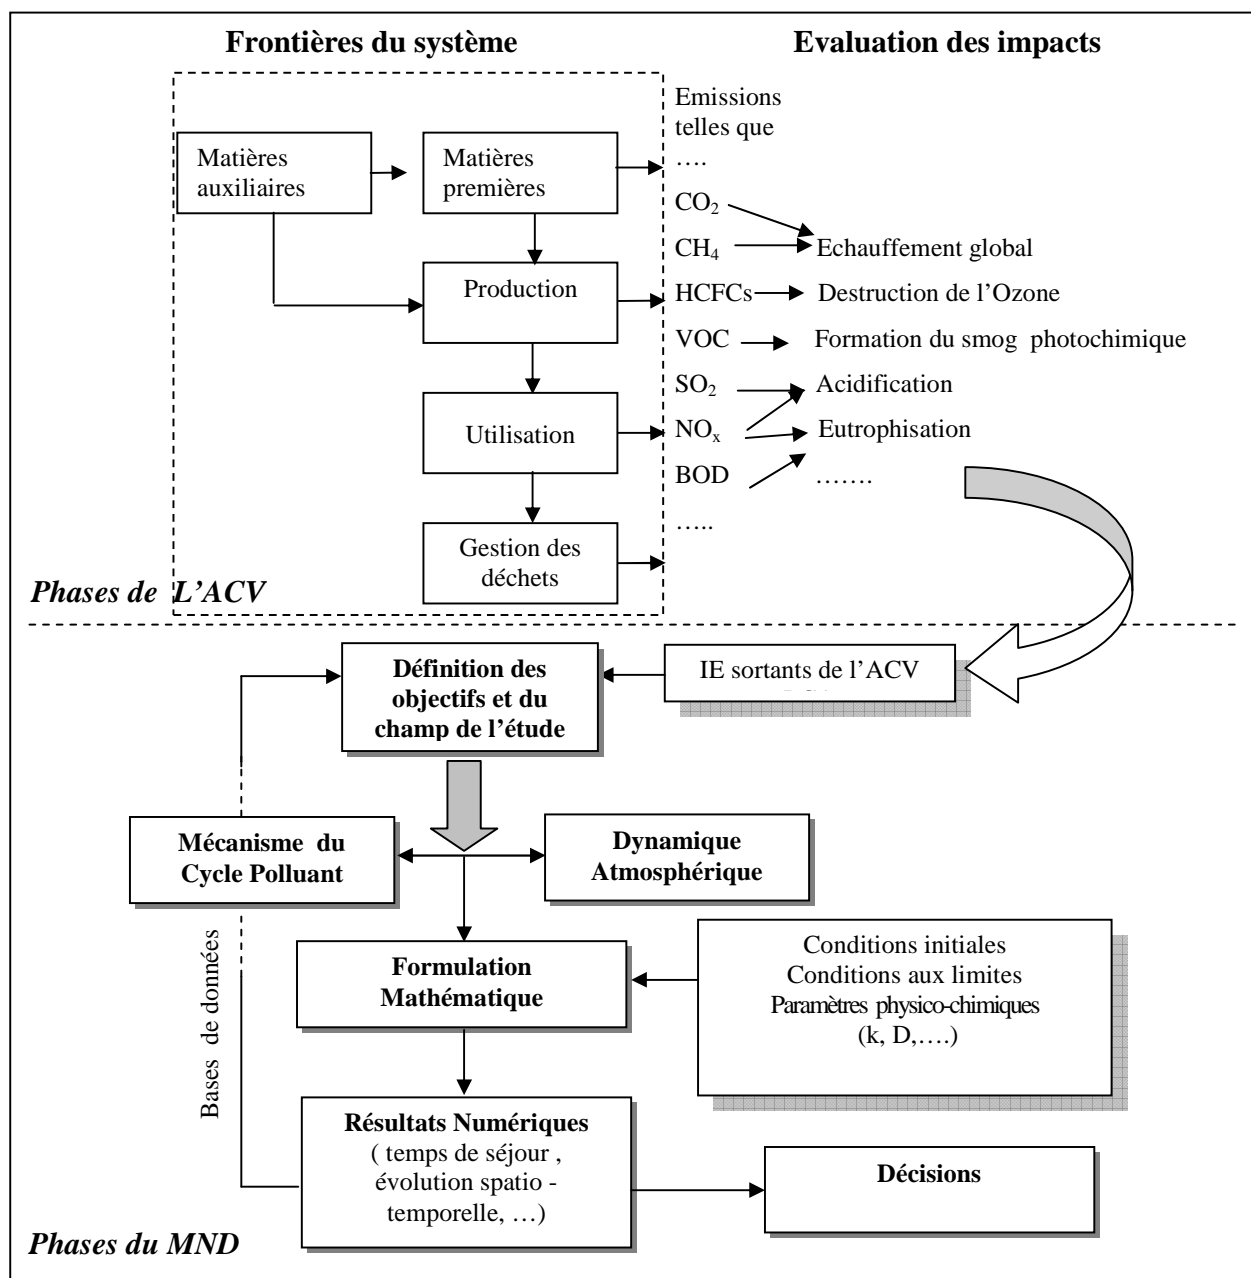 Frontières du système
Evaluation des impacts
Emissions
telles que
….
Matières
auxiliaires
Matières
premières
CO₂
CH₄
Echauffement global
Production
HCFCs
Destruction de l’Ozone
VOC
Formation du smog photochimique
SO₂
Acidification
Utilisation
NOₓ
Eutrophisation
BOD
…….
…..
Gestion des
déchets
Phases de L’ACV
Définition des
objectifs et du
champ de l’étude
IE sortants de l’ACV
Mécanisme du
Cycle Polluant
Dynamique
Atmosphérique
Bases de données
Formulation
Mathématique
Conditions initiales
Conditions aux limites
Paramètres physico-chimiques
(k, D,….)
Résultats Numériques
( temps de séjour ,
évolution spatio -
temporelle, …)
Décisions
Phases du MND